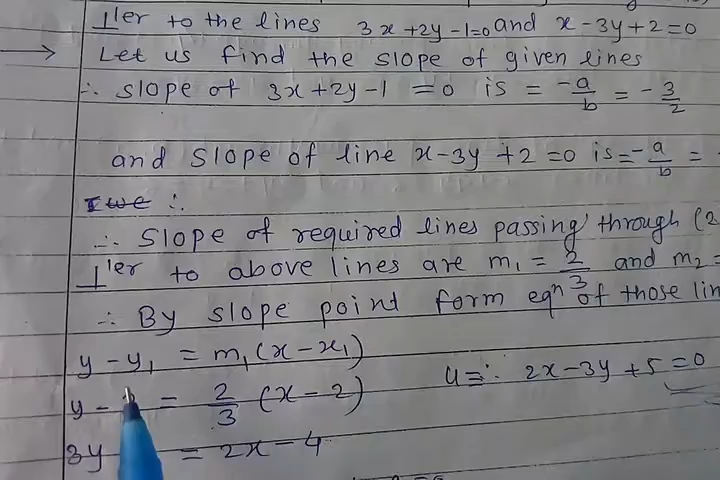 ⊥'er to the lines 3x+2y-1=0 and x-3y+2=0
→ Let us find the slope of given lines
∴ slope of 3x+2y-1=0 is = -a/b = -3/2
and slope of line x-3y+2=0 is = -a/b =
∴
∴ slope of required lines passing through (2
⊥'er to above lines are m₁ = 2/3 and m₂ =
∴ By slope point form eqn of those lin
y-y₁ = m₁(x-x₁)
y- = 2/3 (x-2)
2x-3y+5=0
3y = 2x-4